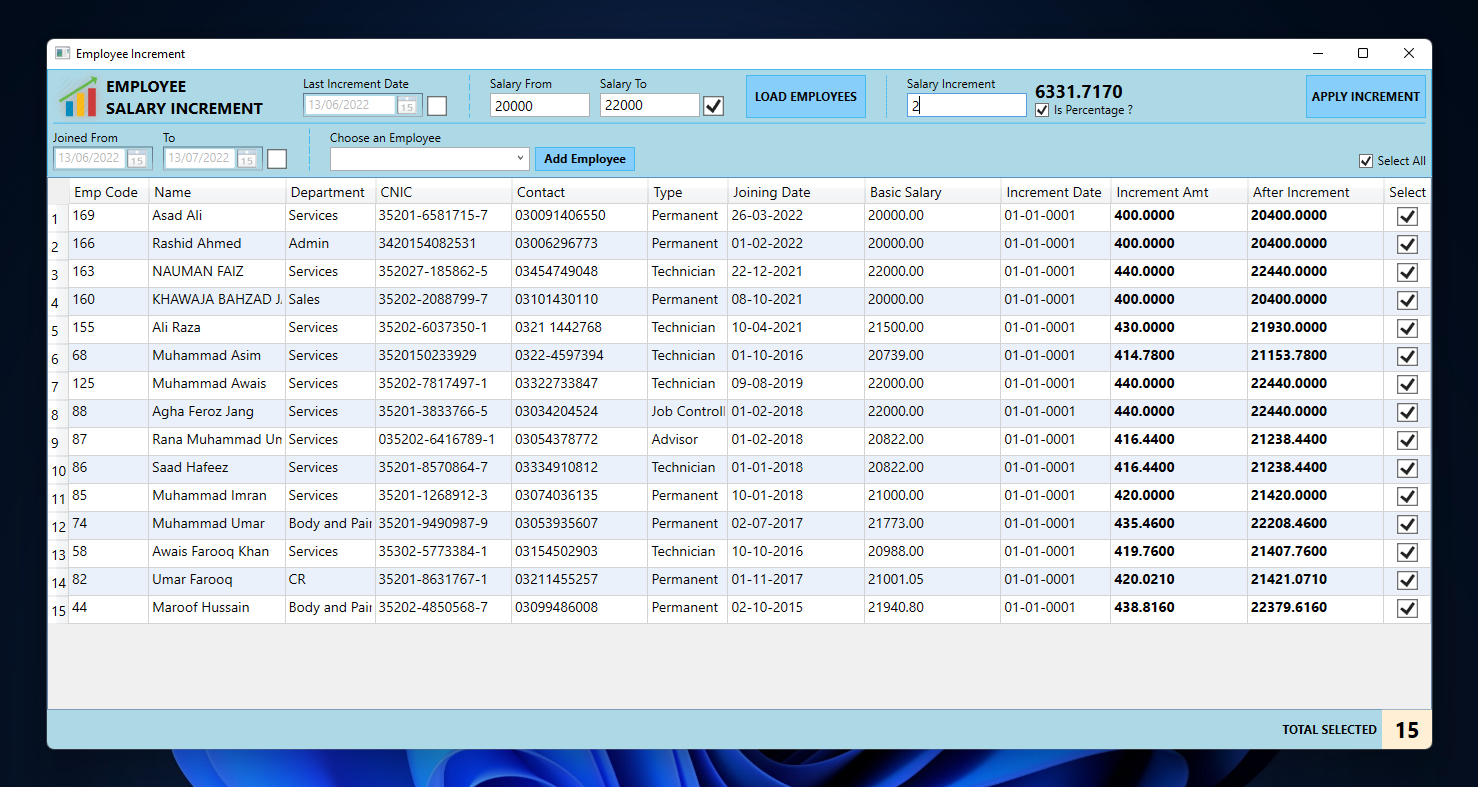 Employee Increment
EMPLOYEE
SALARY INCREMENT
Last Increment Date
13/06/2022 15
Salary From
20000
Salary To
22000
LOAD EMPLOYEES
Salary Increment
2
6331.7170
Is Percentage ?
APPLY INCREMENT
Joined From
13/06/2022 15
To
13/07/2022 15
Choose an Employee
Add Employee
Select All
Emp Code Name Department CNIC Contact Type Joining Date Basic Salary Increment Date Increment Amt After Increment Select
1 169 Asad Ali Services 35201-6581715-7 030091406550 Permanent 26-03-2022 20000.00 01-01-0001 400.0000 20400.0000
2 166 Rashid Ahmed Admin 3420154082531 03006296773 Permanent 01-02-2022 20000.00 01-01-0001 400.0000 20400.0000
3 163 NAUMAN FAIZ Services 352027-185862-5 03454749048 Technician 22-12-2021 22000.00 01-01-0001 440.0000 22440.0000
4 160 KHAWAJA BAHZAD J Sales 35202-2088799-7 03101430110 Permanent 08-10-2021 20000.00 01-01-0001 400.0000 20400.0000
5 155 Ali Raza Services 35202-6037350-1 0321 1442768 Technician 10-04-2021 21500.00 01-01-0001 430.0000 21930.0000
6 68 Muhammad Asim Services 3520150233929 0322-4597394 Technician 01-10-2016 20739.00 01-01-0001 414.7800 21153.7800
7 125 Muhammad Awais Services 35202-7817497-1 03322733847 Technician 09-08-2019 22000.00 01-01-0001 440.0000 22440.0000
8 88 Agha Feroz Jang Services 35201-3833766-5 03034204524 Job Controll 01-02-2018 22000.00 01-01-0001 440.0000 22440.0000
9 87 Rana Muhammad Um Services 035202-6416789-1 03054378772 Advisor 01-02-2018 20822.00 01-01-0001 416.4400 21238.4400
10 86 Saad Hafeez Services 35201-8570864-7 03334910812 Technician 01-01-2018 20822.00 01-01-0001 416.4400 21238.4400
11 85 Muhammad Imran Services 35201-1268912-3 03074036135 Permanent 10-01-2018 21000.00 01-01-0001 420.0000 21420.0000
12 74 Muhammad Umar Body and Pain 35201-9490987-9 03053935607 Permanent 02-07-2017 21773.00 01-01-0001 435.4600 22208.4600
13 58 Awais Farooq Khan Services 35302-5773384-1 03154502903 Technician 10-10-2016 20988.00 01-01-0001 419.7600 21407.7600
14 82 Umar Farooq CR 35201-8631767-1 03211455257 Permanent 01-11-2017 21001.05 01-01-0001 420.0210 21421.0710
15 44 Maroof Hussain Body and Pain 35202-4850568-7 03099486008 Permanent 02-10-2015 21940.80 01-01-0001 438.8160 22379.6160
TOTAL SELECTED 15